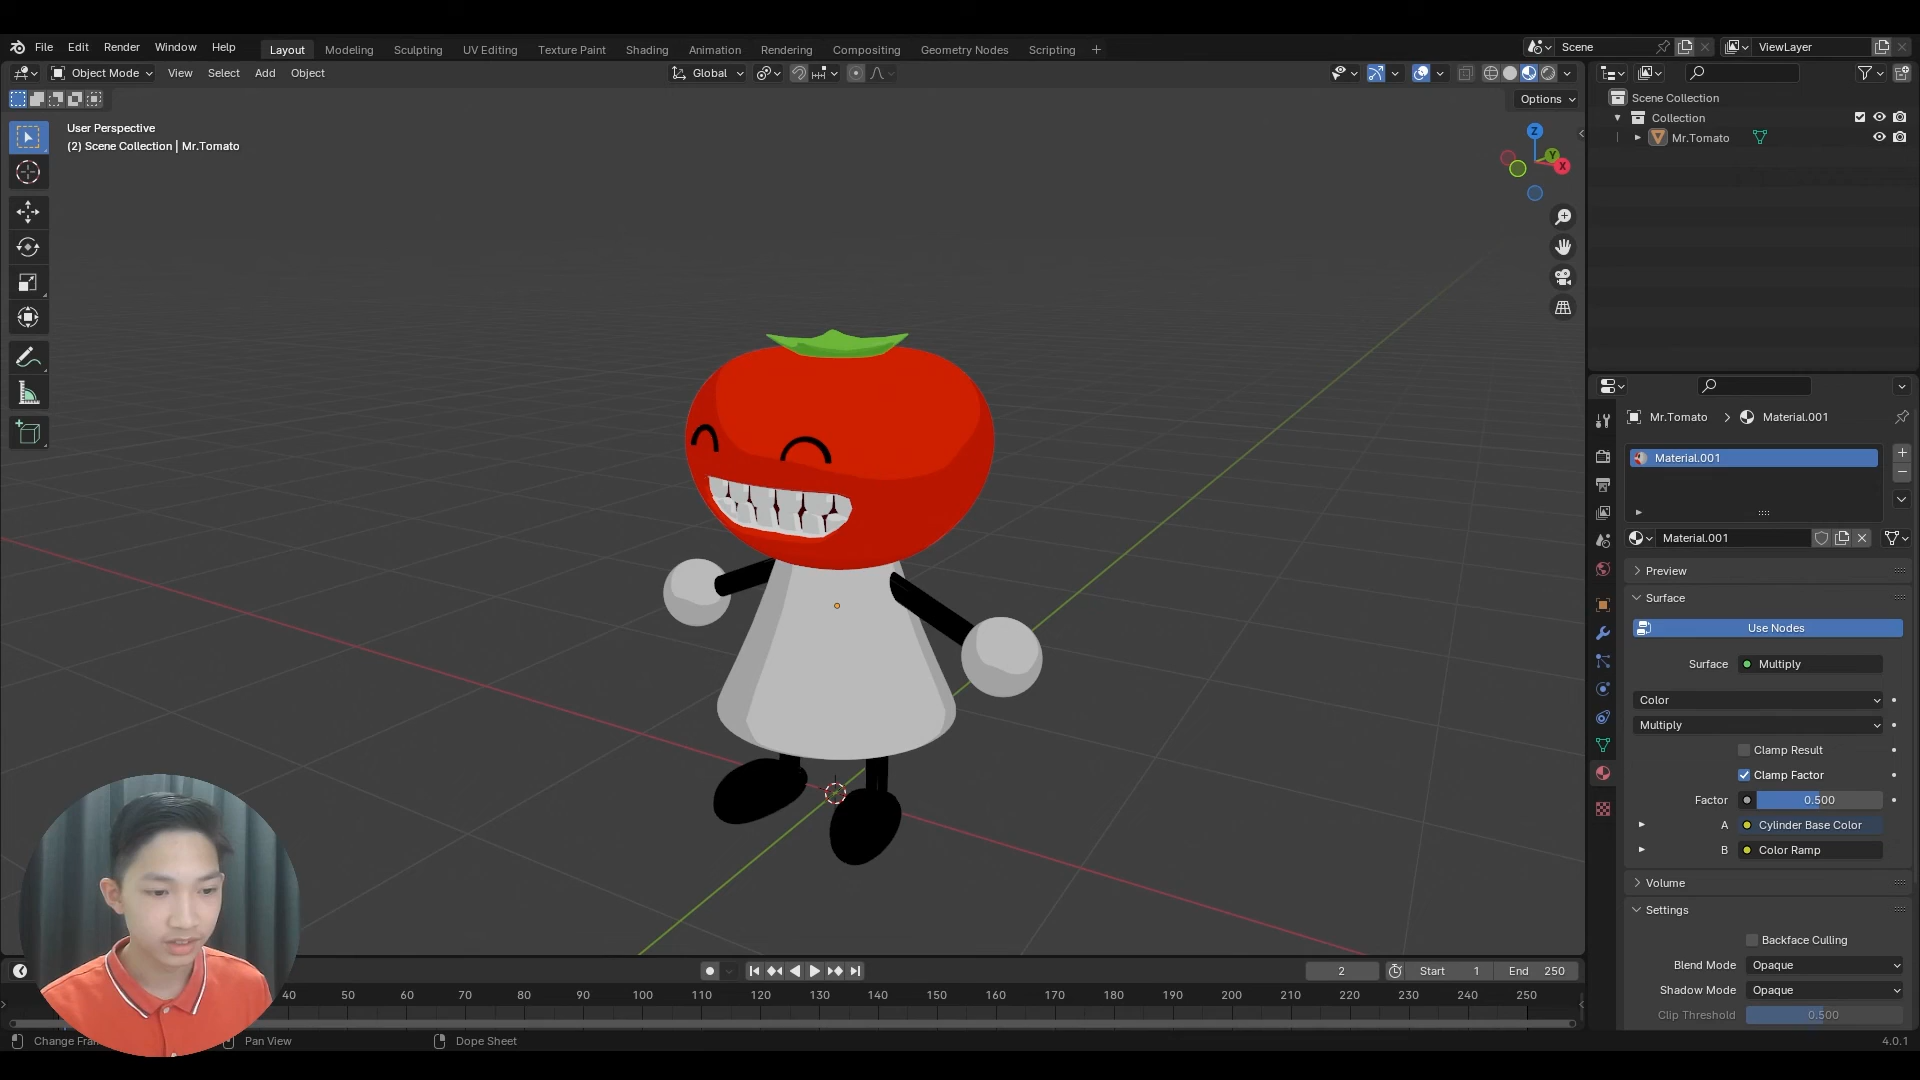 File Edit Render Window Help Layout Modeling Sculpting UV Editing Texture Paint Shading Animation Rendering Compositing Geometry Nodes Scripting + Scene ViewLayer
Object Mode View Select Add Object Global
Options
User Perspective
(2) Scene Collection | Mr.Tomato
Z
Y
X
Scene Collection
Collection
Mr.Tomato
Mr.Tomato Material.001
Material.001
Material.001
Preview
Surface
Use Nodes
Surface Multiply
Color
Multiply
Clamp Result
Clamp Factor
Factor 0.500
A Cylinder Base Color
B Color Ramp
Volume
Settings
Backface Culling
Blend Mode Opaque
Shadow Mode Opaque
Clip Threshold 0.500
2 Start 1 End 250
40 50 60 70 80 90 100 110 120 130 140 150 160 170 180 190 200 210 220 230 240 250
Change Pan View Dope Sheet 4.0.1